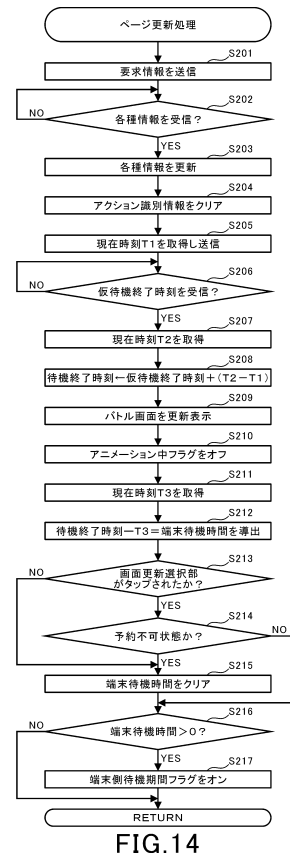 ページ更新処理
S201
要求情報を送信
S202
各種情報を受信?
NO
YES
S203
各種情報を更新
S204
アクション識別情報をクリア
S205
現在時刻T1を取得し送信
S206
仮待機終了時刻を受信?
NO
YES
S207
現在時刻T2を取得
S208
待機終了時刻←仮待機終了時刻+(T2-T1)
S209
バトル画面を更新表示
S210
アニメーション中フラグをオフ
S211
現在時刻T3を取得
S212
待機終了時刻-T3=端末待機時間を導出
S213
画面更新選択部
がタップされたか?
NO
YES
S214
予約不可状態か?
NO
YES
S215
端末待機時間をクリア
S216
端末待機時間>0?
NO
YES
S217
端末側待機期間フラグをオン
RETURN
FIG.14